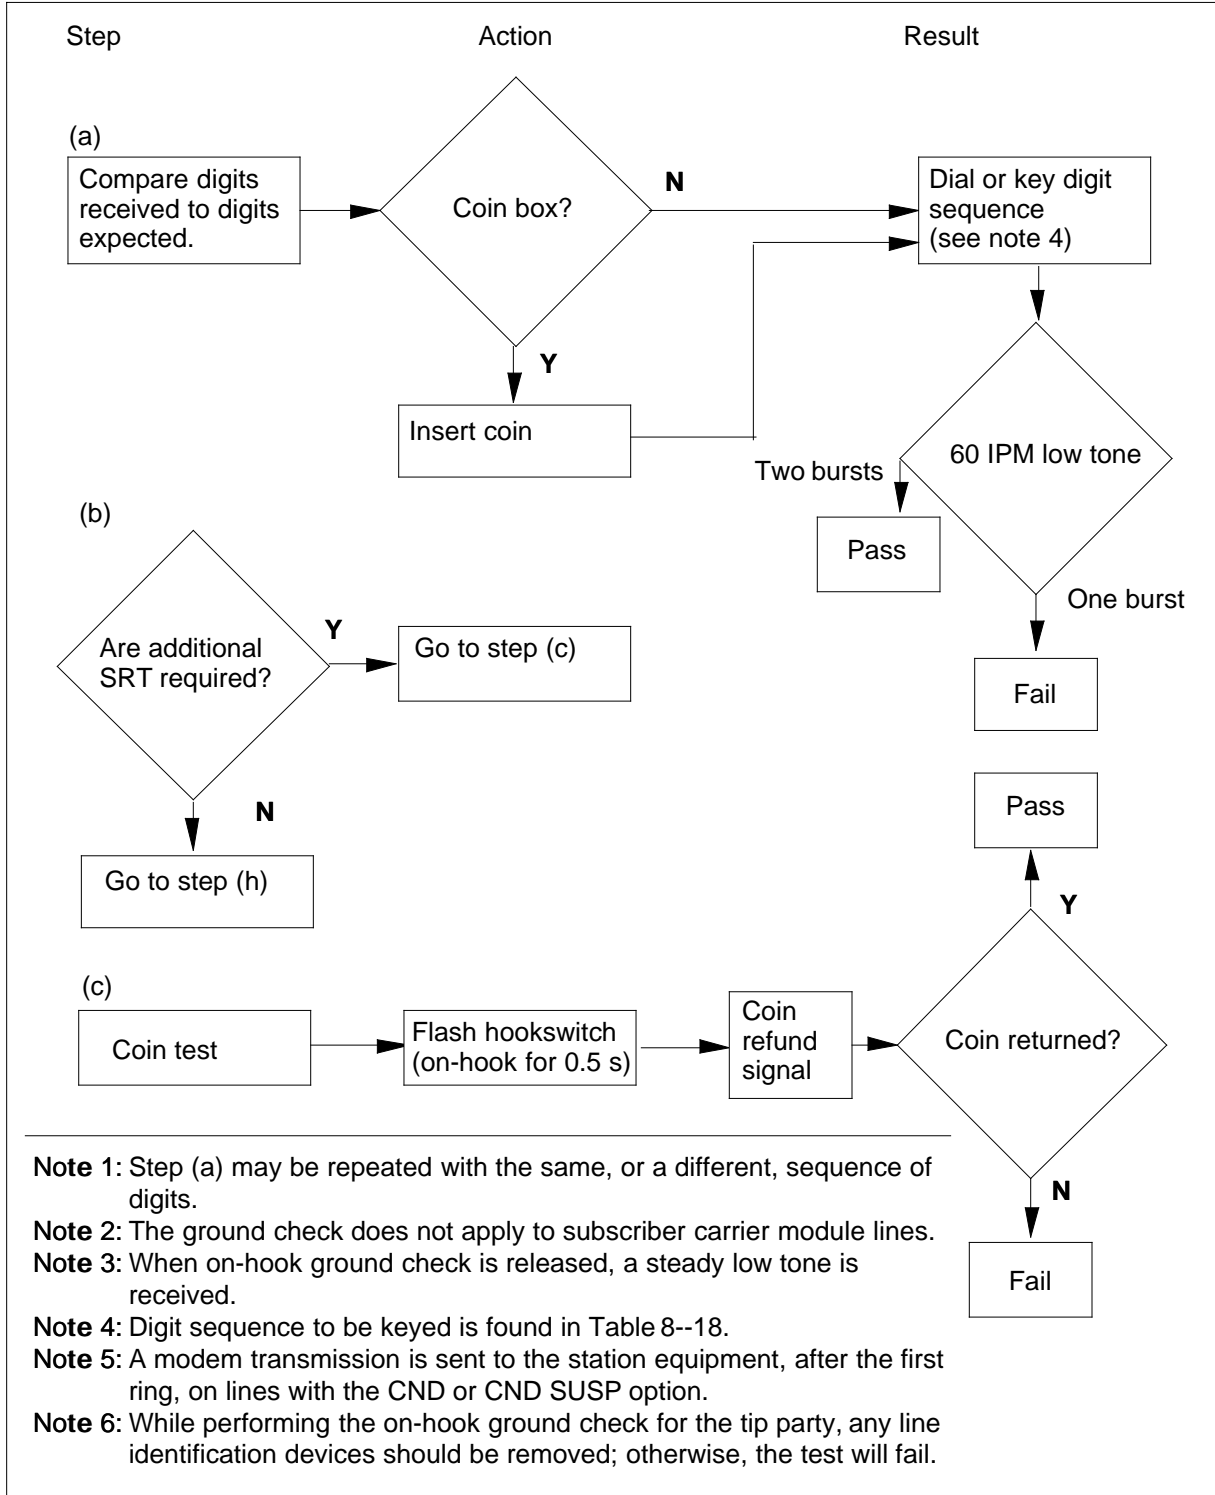 Step
Action
Result
(a)
Compare digits
received to digits
expected.
Coin box?
N
Dial or key digit
sequence
(see note 4)
Y
Insert coin
60 IPM low tone
Two bursts
Pass
One burst
Fail
(b)
Are additional
SRT required?
Y
Go to step (c)
N
Go to step (h)
(c)
Coin test
Flash hookswitch
(on-hook for 0.5 s)
Coin
refund
signal
Coin returned?
Y
Pass
N
Fail
Note 1: Step (a) may be repeated with the same, or a different, sequence of
digits.
Note 2: The ground check does not apply to subscriber carrier module lines.
Note 3: When on-hook ground check is released, a steady low tone is
received.
Note 4: Digit sequence to be keyed is found in Table 8--18.
Note 5: A modem transmission is sent to the station equipment, after the first
ring, on lines with the CND or CND SUSP option.
Note 6: While performing the on-hook ground check for the tip party, any line
identification devices should be removed; otherwise, the test will fail.